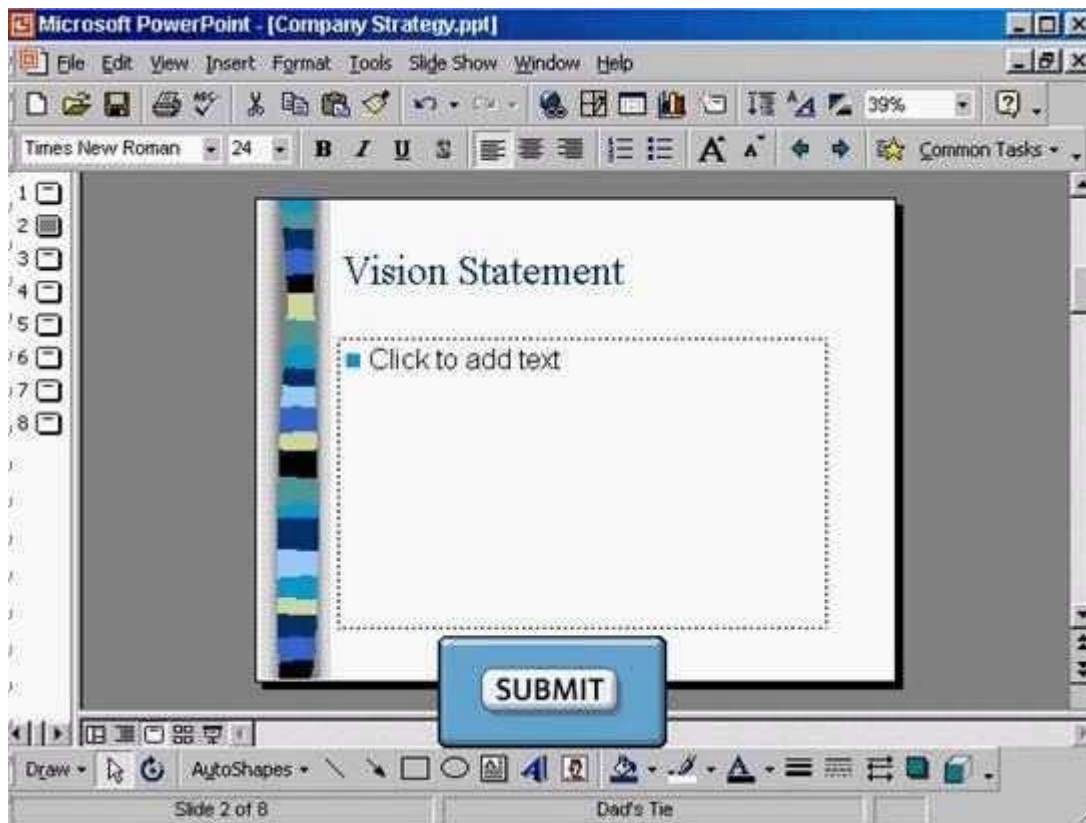 Microsoft PowerPoint - [Company Strategy.ppt]
File Edit View Insert Format Tools Slide Show Window Help
39%
Times New Roman 24 B I U S A A Common Tasks
1
2
3
4
5
6
7
8
Vision Statement
Click to add text
SUBMIT
Draw AutoShapes
Slide 2 of 8 Dad's Tie